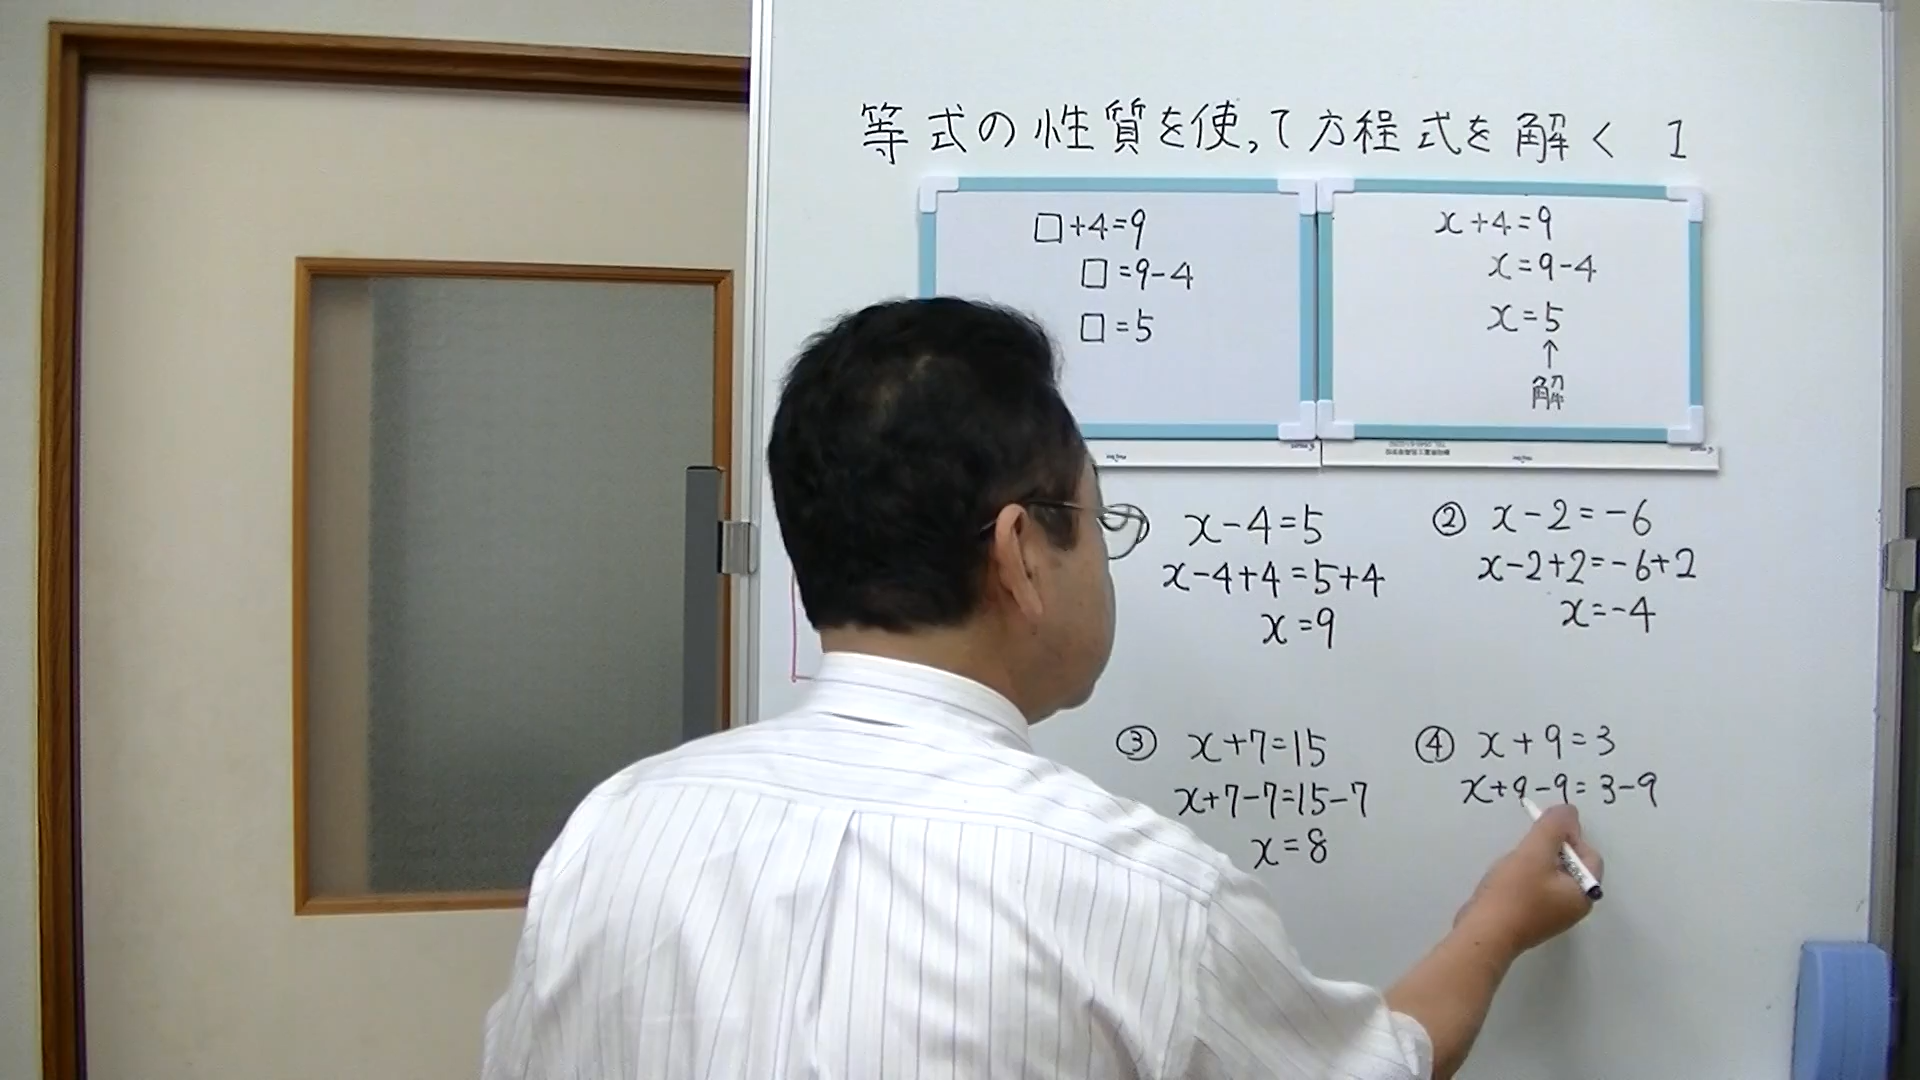 等式の性質を使って方程式を解く 1
□+4=9
□=9-4
□=5
x+4=9
x=9-4
x=5
↑
解
x-4=5
x-4+4=5+4
x=9
② x-2=-6
x-2+2=-6+2
x=-4
③ x+7=15
x+7-7=15-7
x=8
④ x+9=3
x+9-9=3-9